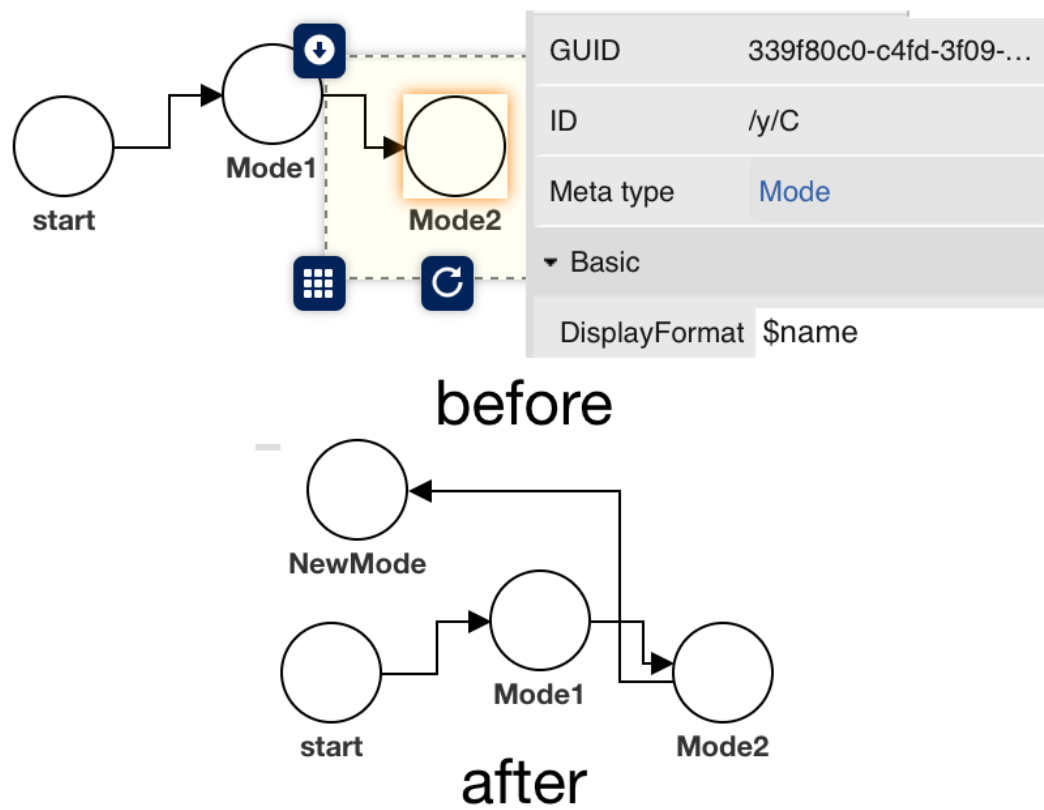 GUID 339f80c0-c4fd-3f09-...
ID /y/C
Meta type Mode
Basic
DisplayFormat $name
Mode1
start
Mode2
before
NewMode
Mode1
start
Mode2
after